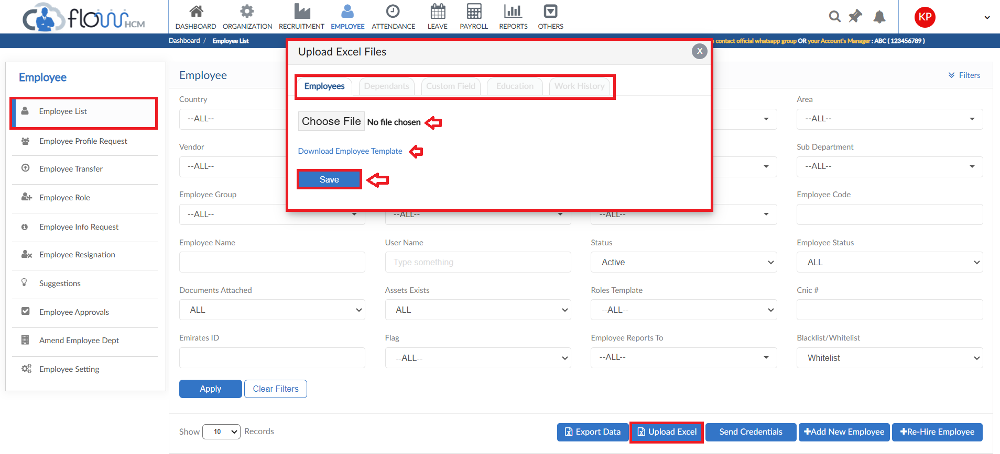 flow HCM
DASHBOARD ORGANIZATION RECRUITMENT EMPLOYEE ATTENDANCE LEAVE PAYROLL REPORTS OTHERS
KP
Dashboard / Employee List
contact official whatsapp group OR your Account's Manager : ABC ( 123456789 )
Upload Excel Files
X
Employees Dependants Custom Field Education Work History
Choose File No file chosen
Download Employee Template
Save
Employee
Employee List
Employee Profile Request
Employee Transfer
Employee Role
Employee Info Request
Employee Resignation
Suggestions
Employee Approvals
Amend Employee Dept
Employee Setting
Employee
Filters
Country Area
--ALL-- --ALL--
Vendor Sub Department
--ALL-- --ALL--
Employee Group Employee Code
--ALL-- --ALL-- --ALL--
Employee Name User Name Status Employee Status
Type something Active ALL
Documents Attached Assets Exists Roles Template Cnic #
ALL ALL --ALL--
Emirates ID Flag Employee Reports To Blacklist/Whitelist
--ALL-- --ALL-- Whitelist
Apply Clear Filters
Show 10 Records
Export Data Upload Excel Send Credentials +Add New Employee +Re-Hire Employee